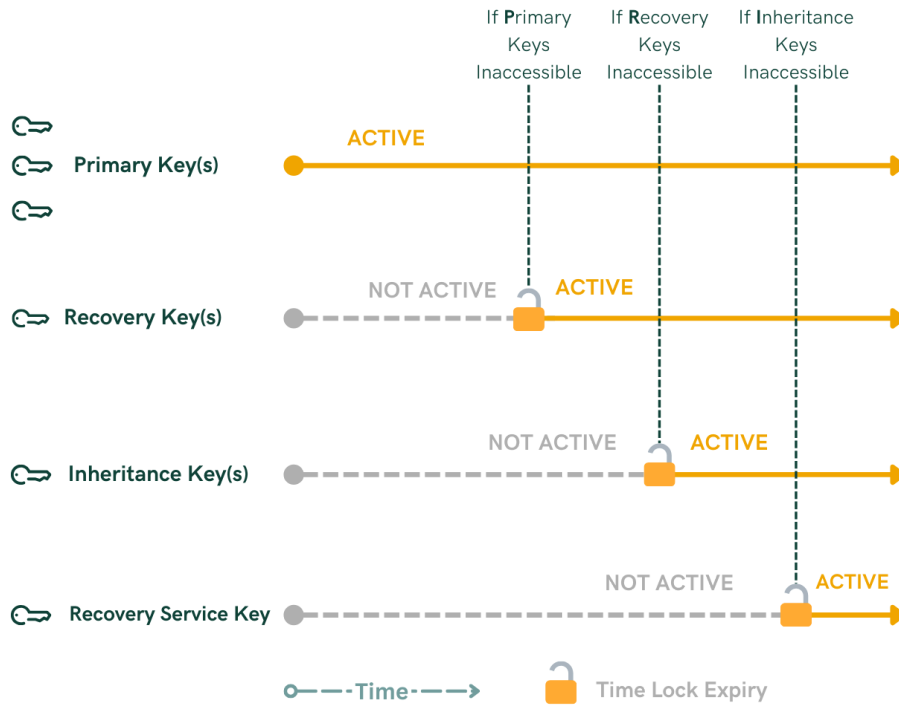 If Primary
Keys
Inaccessible
If Recovery
Keys
Inaccessible
If Inheritance
Keys
Inaccessible
ACTIVE
Primary Key(s)
NOT ACTIVE
ACTIVE
Recovery Key(s)
NOT ACTIVE
ACTIVE
Inheritance Key(s)
NOT ACTIVE
ACTIVE
Recovery Service Key
Time
Time Lock Expiry